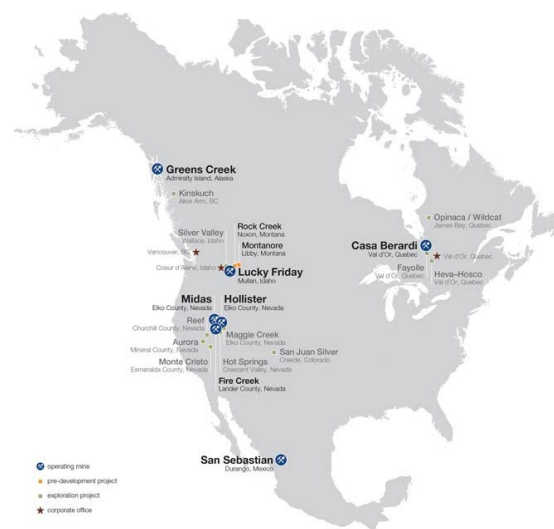 Greens Creek
Admiralty Island, Alaska
Kinskuch
Alice Arm, BC
Rock Creek
Noxon, Montana
Silver Valley
Wallace, Idaho
Montanore
Libby, Montana
Vancouver, BC
Coeur d'Alene, Idaho
Lucky Friday
Mullan, Idaho
Opinaca / Wildcat
James Bay, Quebec
Casa Berardi
Val d'Or, Quebec
Val d'Or, Quebec
Fayolle
Val d'Or, Quebec
Heva–Hosco
Val d'Or, Quebec
Midas
Elko County, Nevada
Hollister
Elko County, Nevada
Reef
Churchill County, Nevada
Maggie Creek
Elko County, Nevada
Aurora
Mineral County, Nevada
San Juan Silver
Creede, Colorado
Monte Cristo
Esmeralda County, Nevada
Hot Springs
Crescent Valley, Nevada
Fire Creek
Lander County, Nevada
San Sebastian
Durango, Mexico
operating mine
pre-development project
exploration project
corporate office